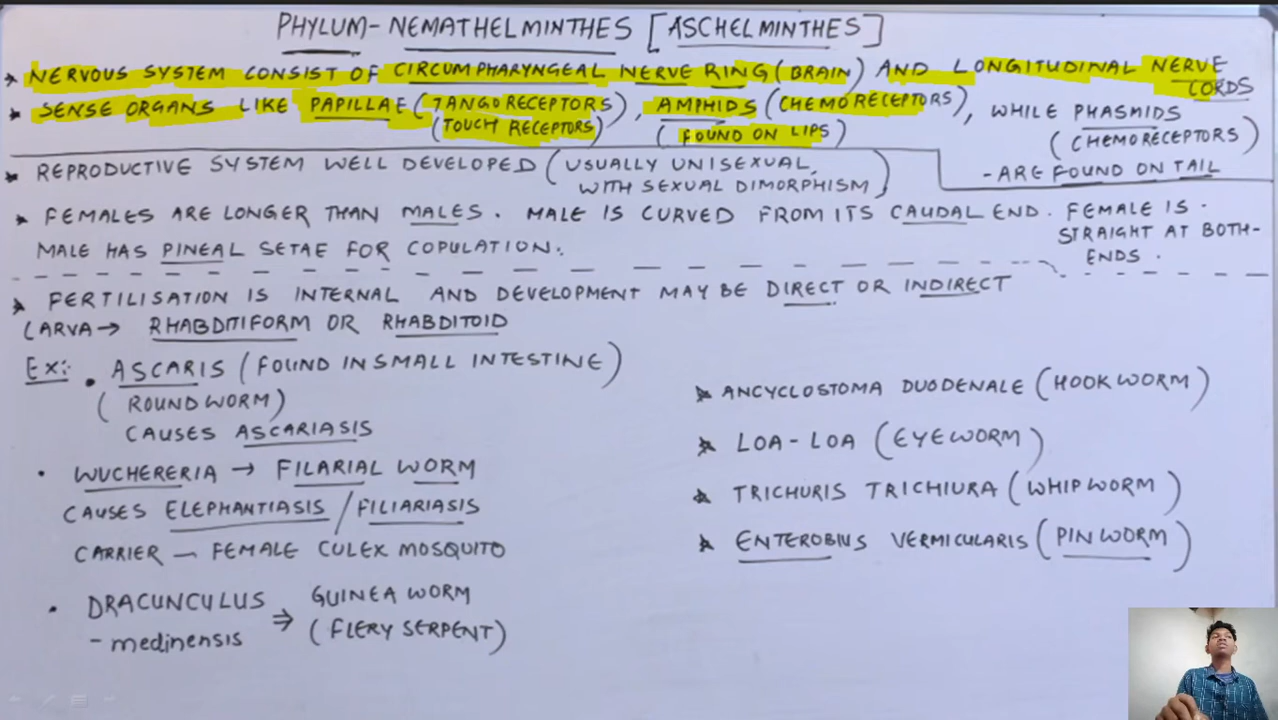 PHYLUM-NEMATHELMINTHES [ASCHELMINTHES]
NERVOUS SYSTEM CONSIST OF CIRCUMPHARYNGEAL NERVE RING (BRAIN) AND LONGITUDINAL NERVE CORDS
SENSE ORGANS LIKE PAPILLAE (TANGORECEPTORS), AMPHIDS (CHEMORECEPTORS), WHILE PHASMIDS
(TOUCH RECEPTORS) (FOUND ON LIPS) (CHEMORECEPTORS)
- ARE FOUND ON TAIL
REPRODUCTIVE SYSTEM WELL DEVELOPED (USUALLY UNISEXUAL,
WITH SEXUAL DIMORPHISM)
FEMALES ARE LONGER THAN MALES. MALE IS CURVED FROM ITS CAUDAL END. FEMALE IS
STRAIGHT AT BOTH-
ENDS.
MALE HAS PINEAL SETAE FOR COPULATION.
FERTILISATION IS INTERNAL AND DEVELOPMENT MAY BE DIRECT OR INDIRECT
LARVA→ RHABDITIFORM OR RHABDITOID
EX:- • ASCARIS (FOUND IN SMALL INTESTINE)
(ROUNDWORM)
CAUSES ASCARIASIS
• WUCHERERIA → FILARIAL WORM
CAUSES ELEPHANTIASIS / FILIARIASIS
CARRIER — FEMALE CULEX MOSQUITO
• DRACUNCULUS ⇒ GUINEA WORM
- medinensis (FLERY SERPENT)
ANCYCLOSTOMA DUODENALE (HOOKWORM)
LOA-LOA (EYEWORM)
TRICHURIS TRICHIURA (WHIPWORM)
ENTEROBIUS VERMICULARIS (PINWORM)